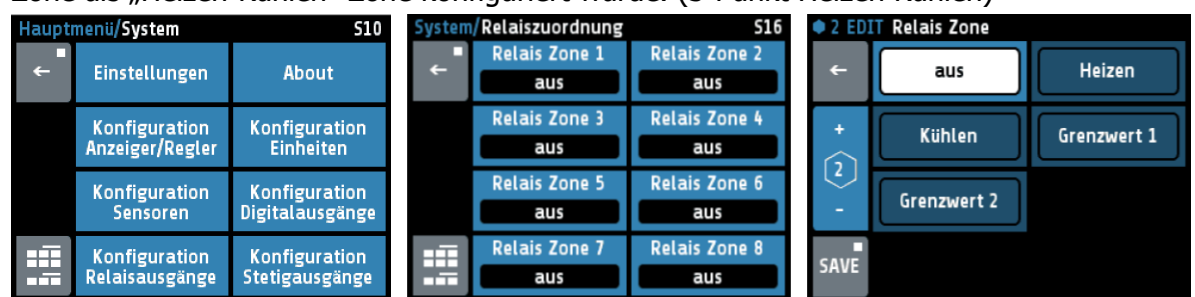 Zone als „Heizen-Kühlen“ Zone konfiguriert wurde. (3-Punkt Heizen Kühlen)
Hauptmenü/System S10
← Einstellungen About
Konfiguration Anzeiger/Regler
Konfiguration Einheiten
Konfiguration Sensoren
Konfiguration Digitalausgänge
Konfiguration Relaisausgänge
Konfiguration Stetigausgänge
System/Relaiszuordnung S16
←
Relais Zone 1
aus
Relais Zone 2
aus
Relais Zone 3
aus
Relais Zone 4
aus
Relais Zone 5
aus
Relais Zone 6
aus
Relais Zone 7
aus
Relais Zone 8
aus
2 EDIT Relais Zone
← aus Heizen
+
2
-
Kühlen Grenzwert 1
Grenzwert 2
SAVE